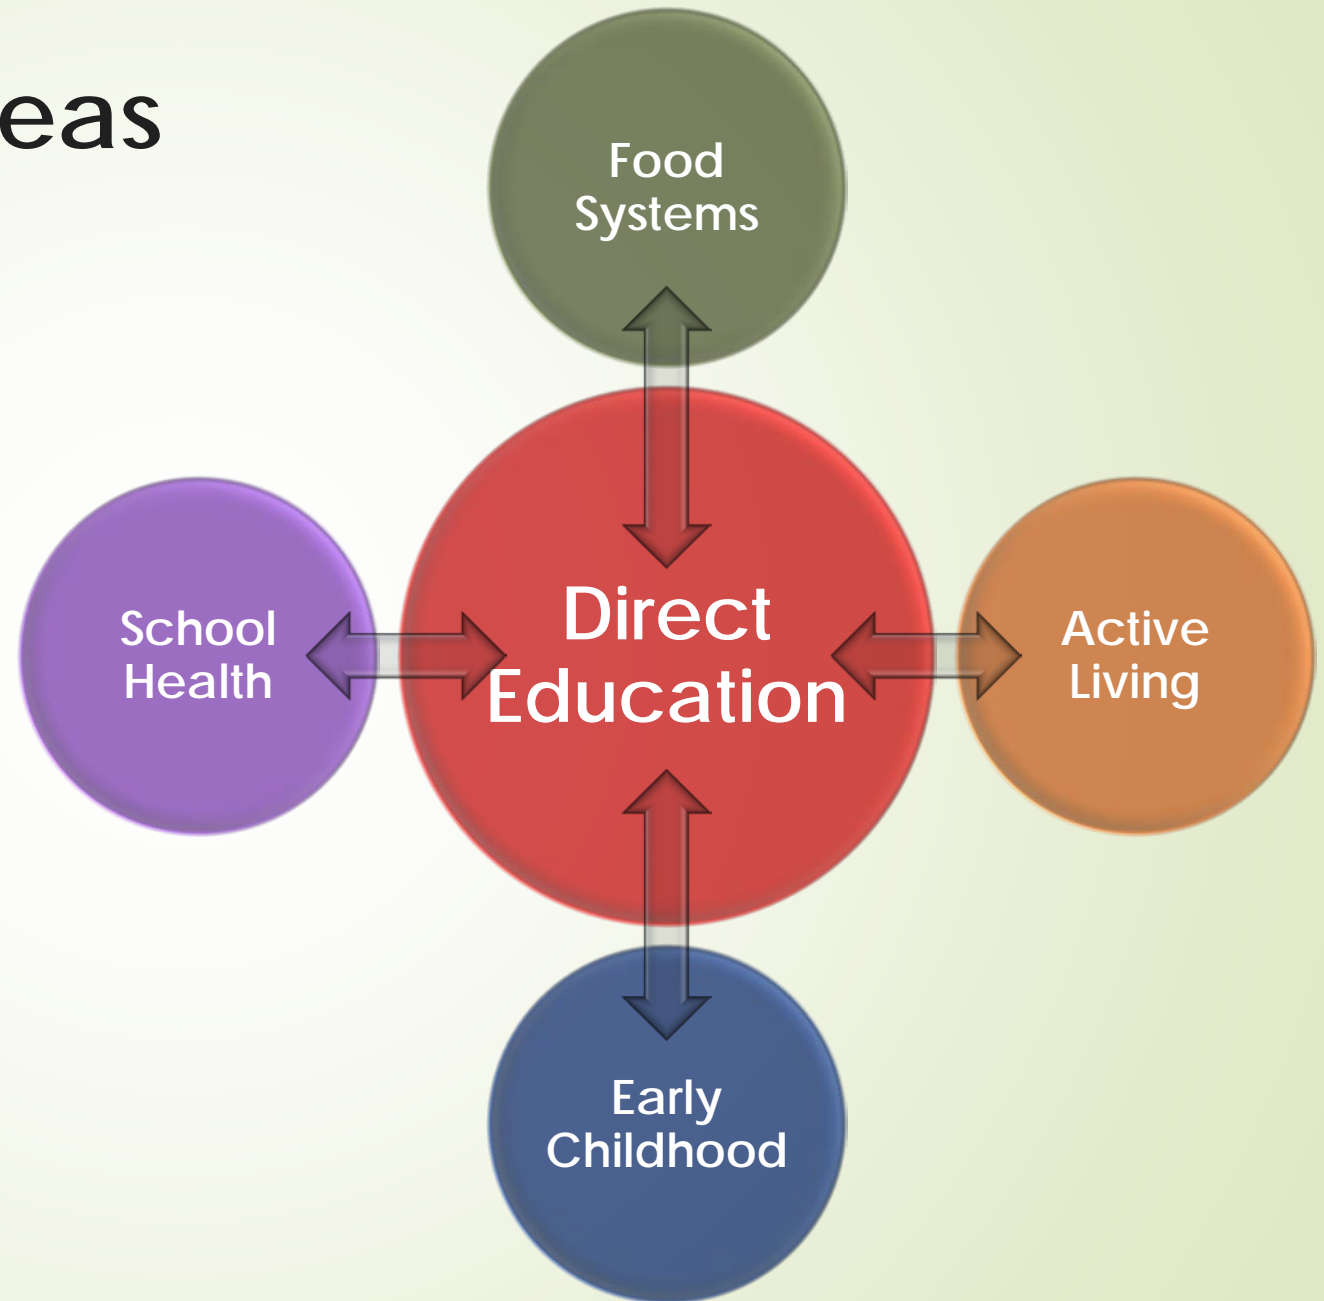 eas
Food
Systems
School
Health
Direct
Education
Active
Living
Early
Childhood